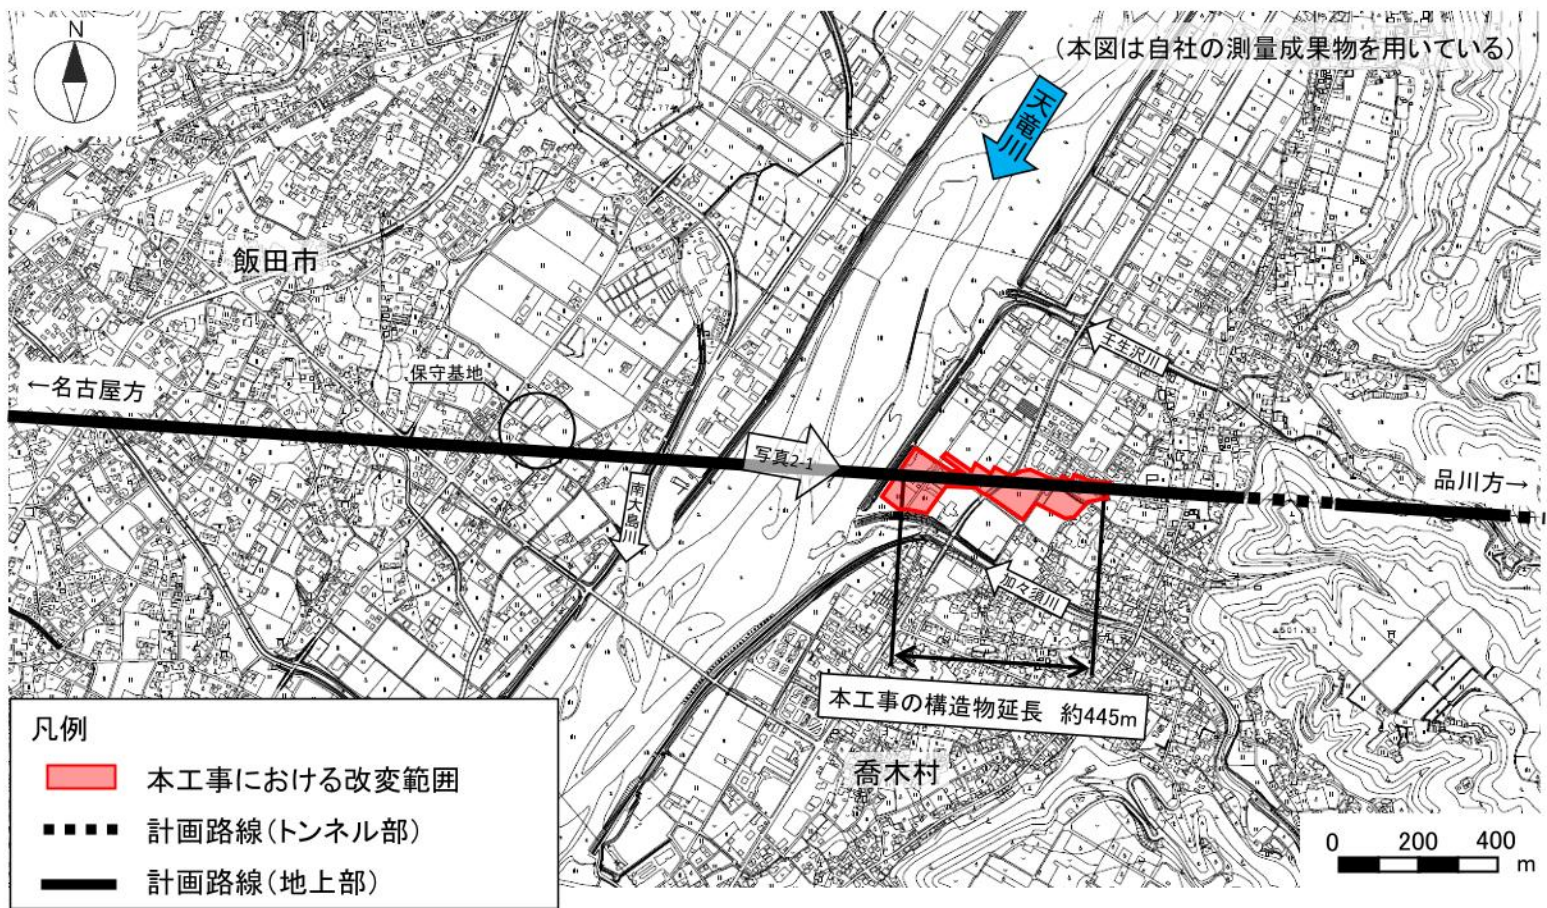 N
(本図は自社の測量成果物を用いている)
天竜川
飯田市
壬生沢川
保守基地
←名古屋方
写真2-1
品川方→
南大島川
加々須川
本工事の構造物延長 約445m
喬木村
凡例
本工事における改変範囲
計画路線(トンネル部)
計画路線(地上部)
0 200 400
m